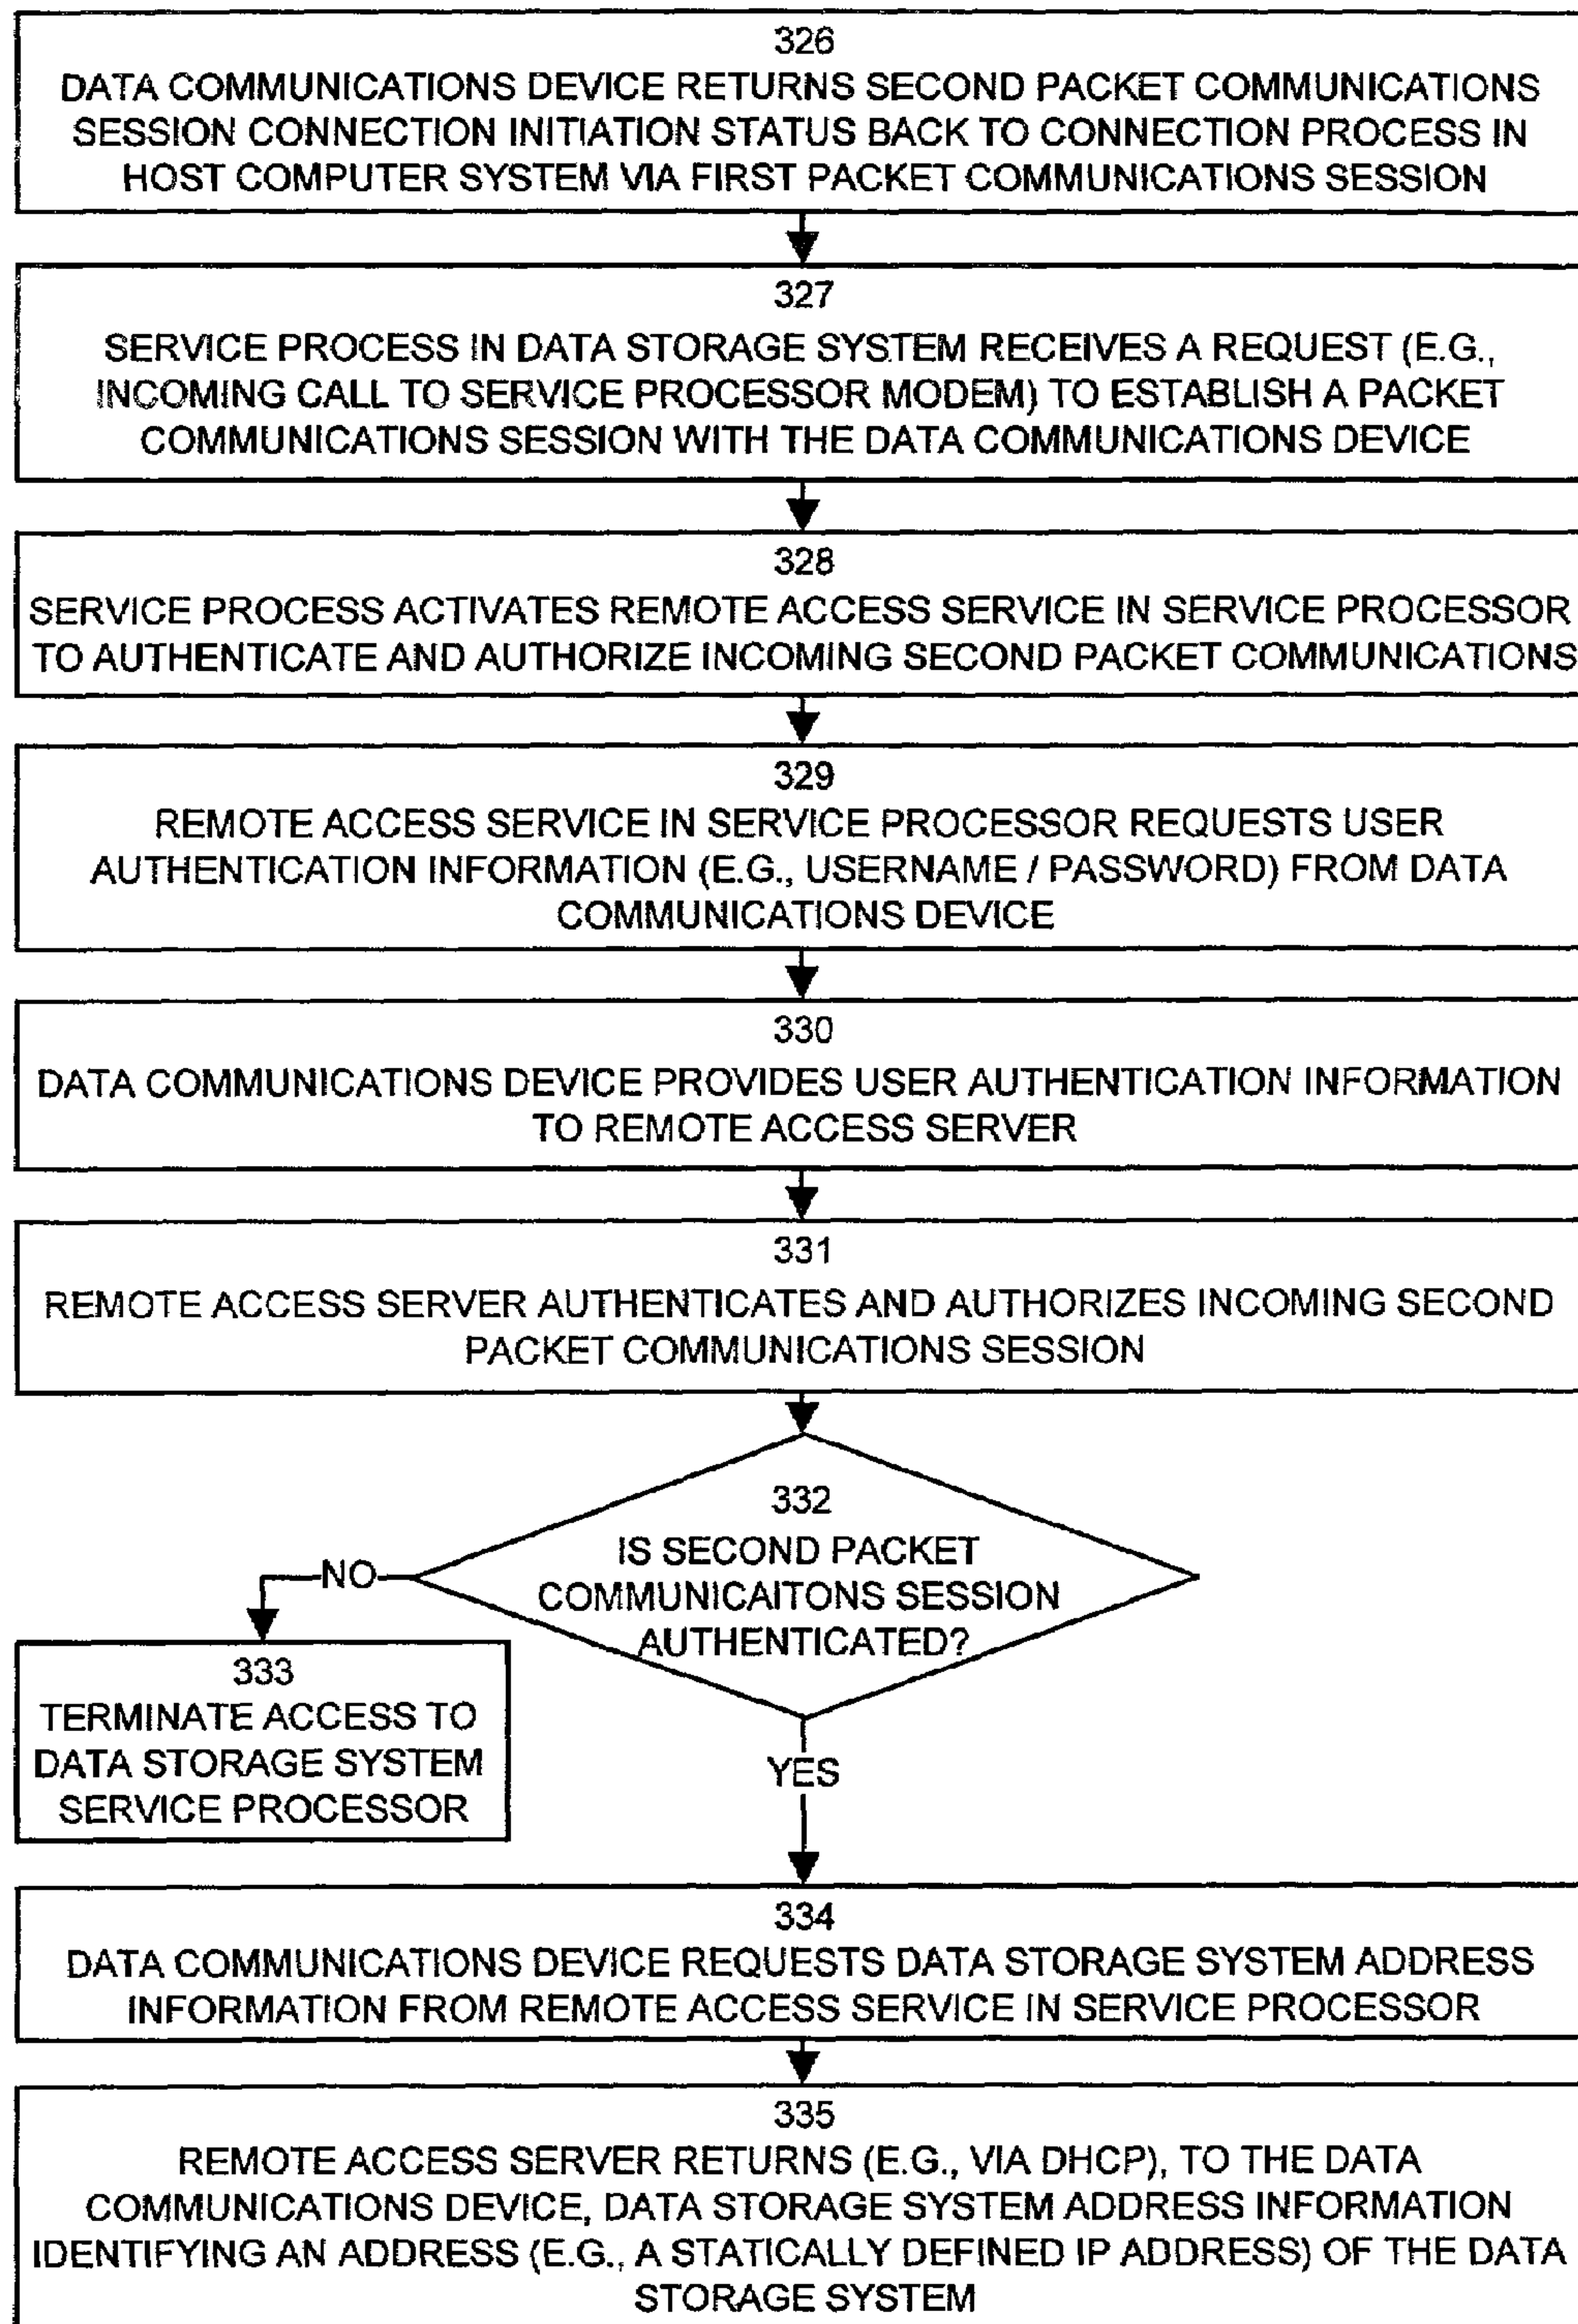 326
DATA COMMUNICATIONS DEVICE RETURNS SECOND PACKET COMMUNICATIONS
SESSION CONNECTION INITIATION STATUS BACK TO CONNECTION PROCESS IN
HOST COMPUTER SYSTEM VIA FIRST PACKET COMMUNICATIONS SESSION
327
SERVICE PROCESS IN DATA STORAGE SYSTEM RECEIVES A REQUEST (E.G.,
INCOMING CALL TO SERVICE PROCESSOR MODEM) TO ESTABLISH A PACKET
COMMUNICATIONS SESSION WITH THE DATA COMMUNICATIONS DEVICE
328
SERVICE PROCESS ACTIVATES REMOTE ACCESS SERVICE IN SERVICE PROCESSOR
TO AUTHENTICATE AND AUTHORIZE INCOMING SECOND PACKET COMMUNICATIONS
329
REMOTE ACCESS SERVICE IN SERVICE PROCESSOR REQUESTS USER
AUTHENTICATION INFORMATION (E.G., USERNAME / PASSWORD) FROM DATA
COMMUNICATIONS DEVICE
330
DATA COMMUNICATIONS DEVICE PROVIDES USER AUTHENTICATION INFORMATION
TO REMOTE ACCESS SERVER
331
REMOTE ACCESS SERVER AUTHENTICATES AND AUTHORIZES INCOMING SECOND
PACKET COMMUNICATIONS SESSION
332
IS SECOND PACKET
COMMUNICAITONS SESSION
AUTHENTICATED?
NO
333
TERMINATE ACCESS TO
DATA STORAGE SYSTEM
SERVICE PROCESSOR
YES
334
DATA COMMUNICATIONS DEVICE REQUESTS DATA STORAGE SYSTEM ADDRESS
INFORMATION FROM REMOTE ACCESS SERVICE IN SERVICE PROCESSOR
335
REMOTE ACCESS SERVER RETURNS (E.G., VIA DHCP), TO THE DATA
COMMUNICATIONS DEVICE, DATA STORAGE SYSTEM ADDRESS INFORMATION
IDENTIFYING AN ADDRESS (E.G., A STATICALLY DEFINED IP ADDRESS) OF THE DATA
STORAGE SYSTEM